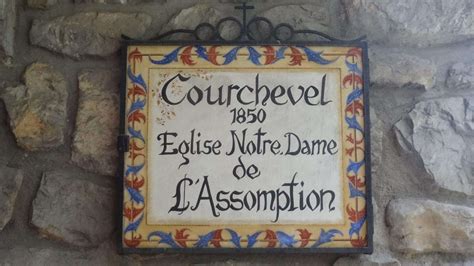 Courchevel
1850
Eglise Notre.Dame
de
L'Assomption